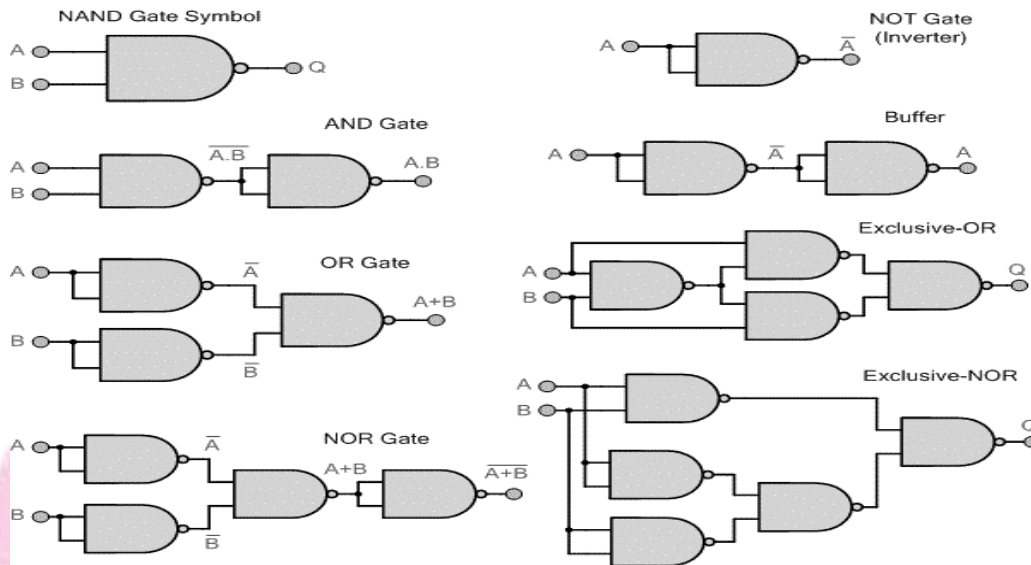 NAND Gate Symbol
A
B
Q
NOT Gate
(Inverter)
A
A̅
AND Gate
A
B
A̅.̅B̅
A.B
Buffer
A
A̅
A
OR Gate
A
B
A̅
B̅
A+B
Exclusive-OR
A
B
Q
NOR Gate
A
B
A̅
B̅
A+B
A̅+̅B̅
Exclusive-NOR
A
B